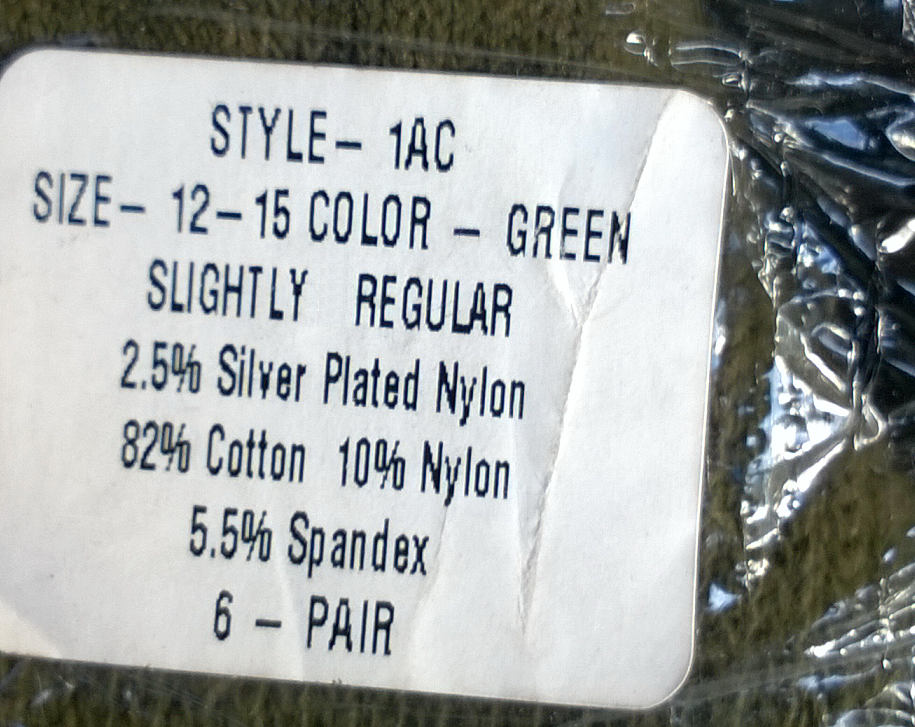 STYLE- 1AC
SIZE- 12-15 COLOR - GREEN
SLIGHTLY REGULAR
2.5% Silver Plated Nylon
82% Cotton 10% Nylon
5.5% Spandex
6 - PAIR